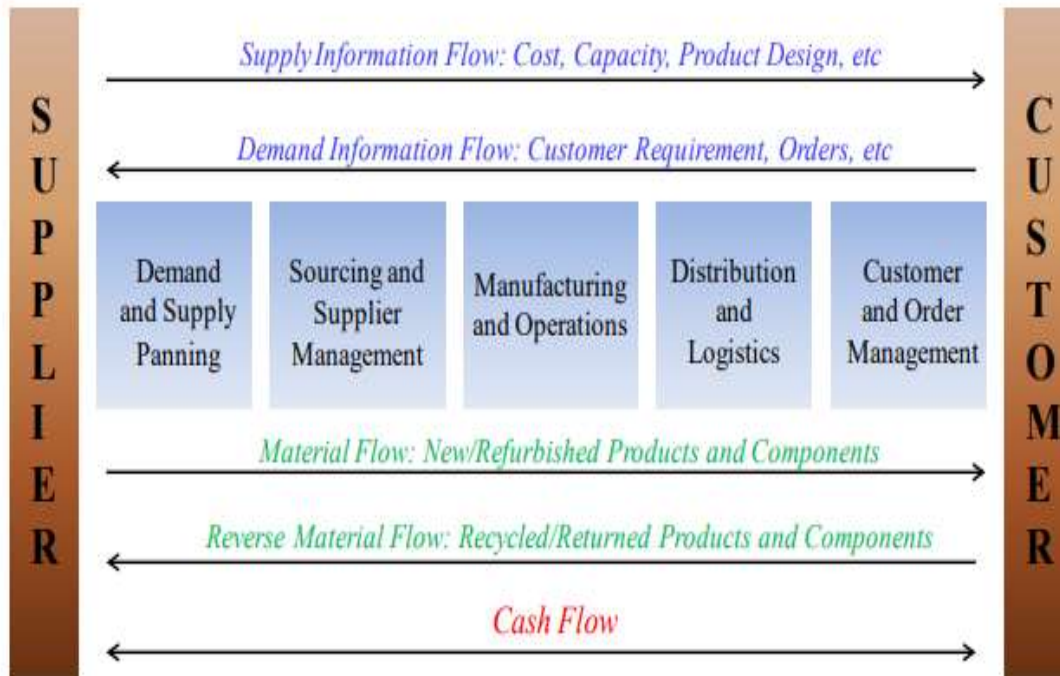 SUPPLIER
Supply Information Flow: Cost, Capacity, Product Design, etc
Demand Information Flow: Customer Requirement, Orders, etc
Demand
and Supply
Panning
Sourcing and
Supplier
Management
Manufacturing
and Operations
Distribution
and
Logistics
Customer
and Order
Management
Material Flow: New/Refurbished Products and Components
Reverse Material Flow: Recycled/Returned Products and Components
Cash Flow
CUSTOMER